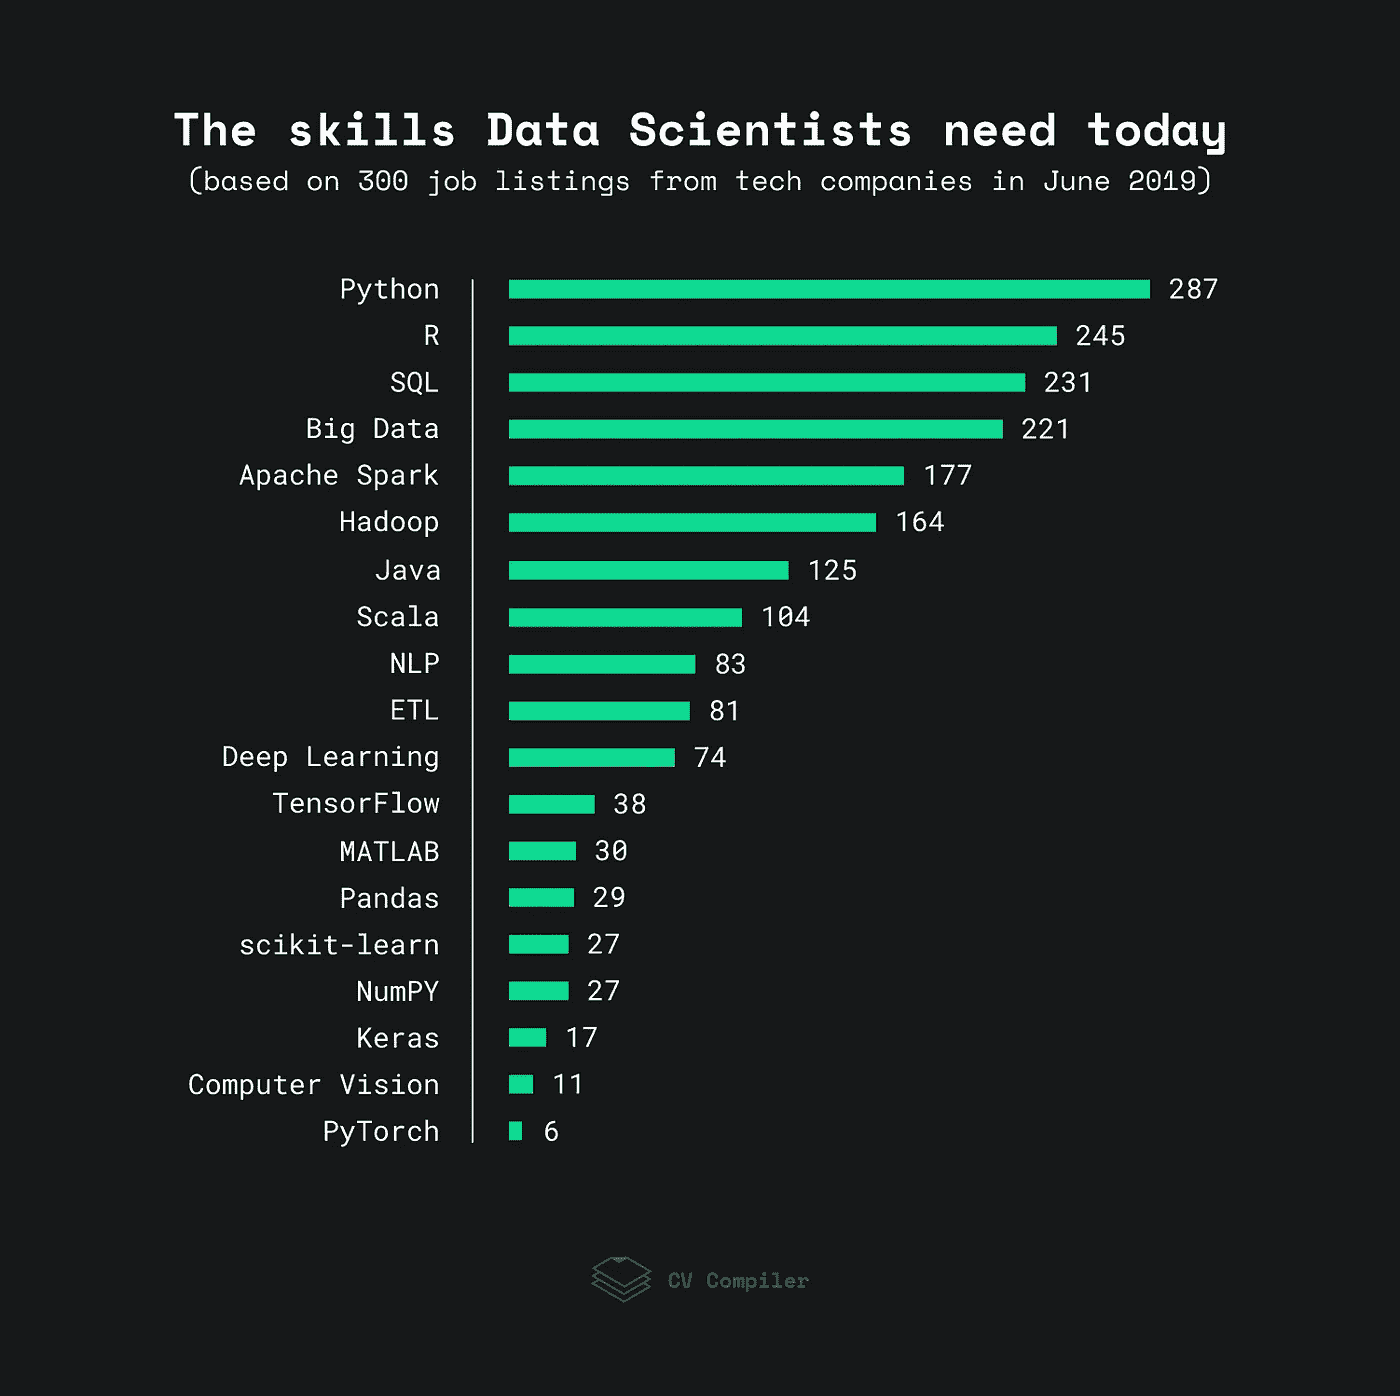 The skills Data Scientists need today
(based on 300 job listings from tech companies in June 2019)
Python 287
R 245
SQL 231
Big Data 221
Apache Spark 177
Hadoop 164
Java 125
Scala 104
NLP 83
ETL 81
Deep Learning 74
TensorFlow 38
MATLAB 30
Pandas 29
scikit-learn 27
NumPY 27
Keras 17
Computer Vision 11
PyTorch 6
CV Compiler